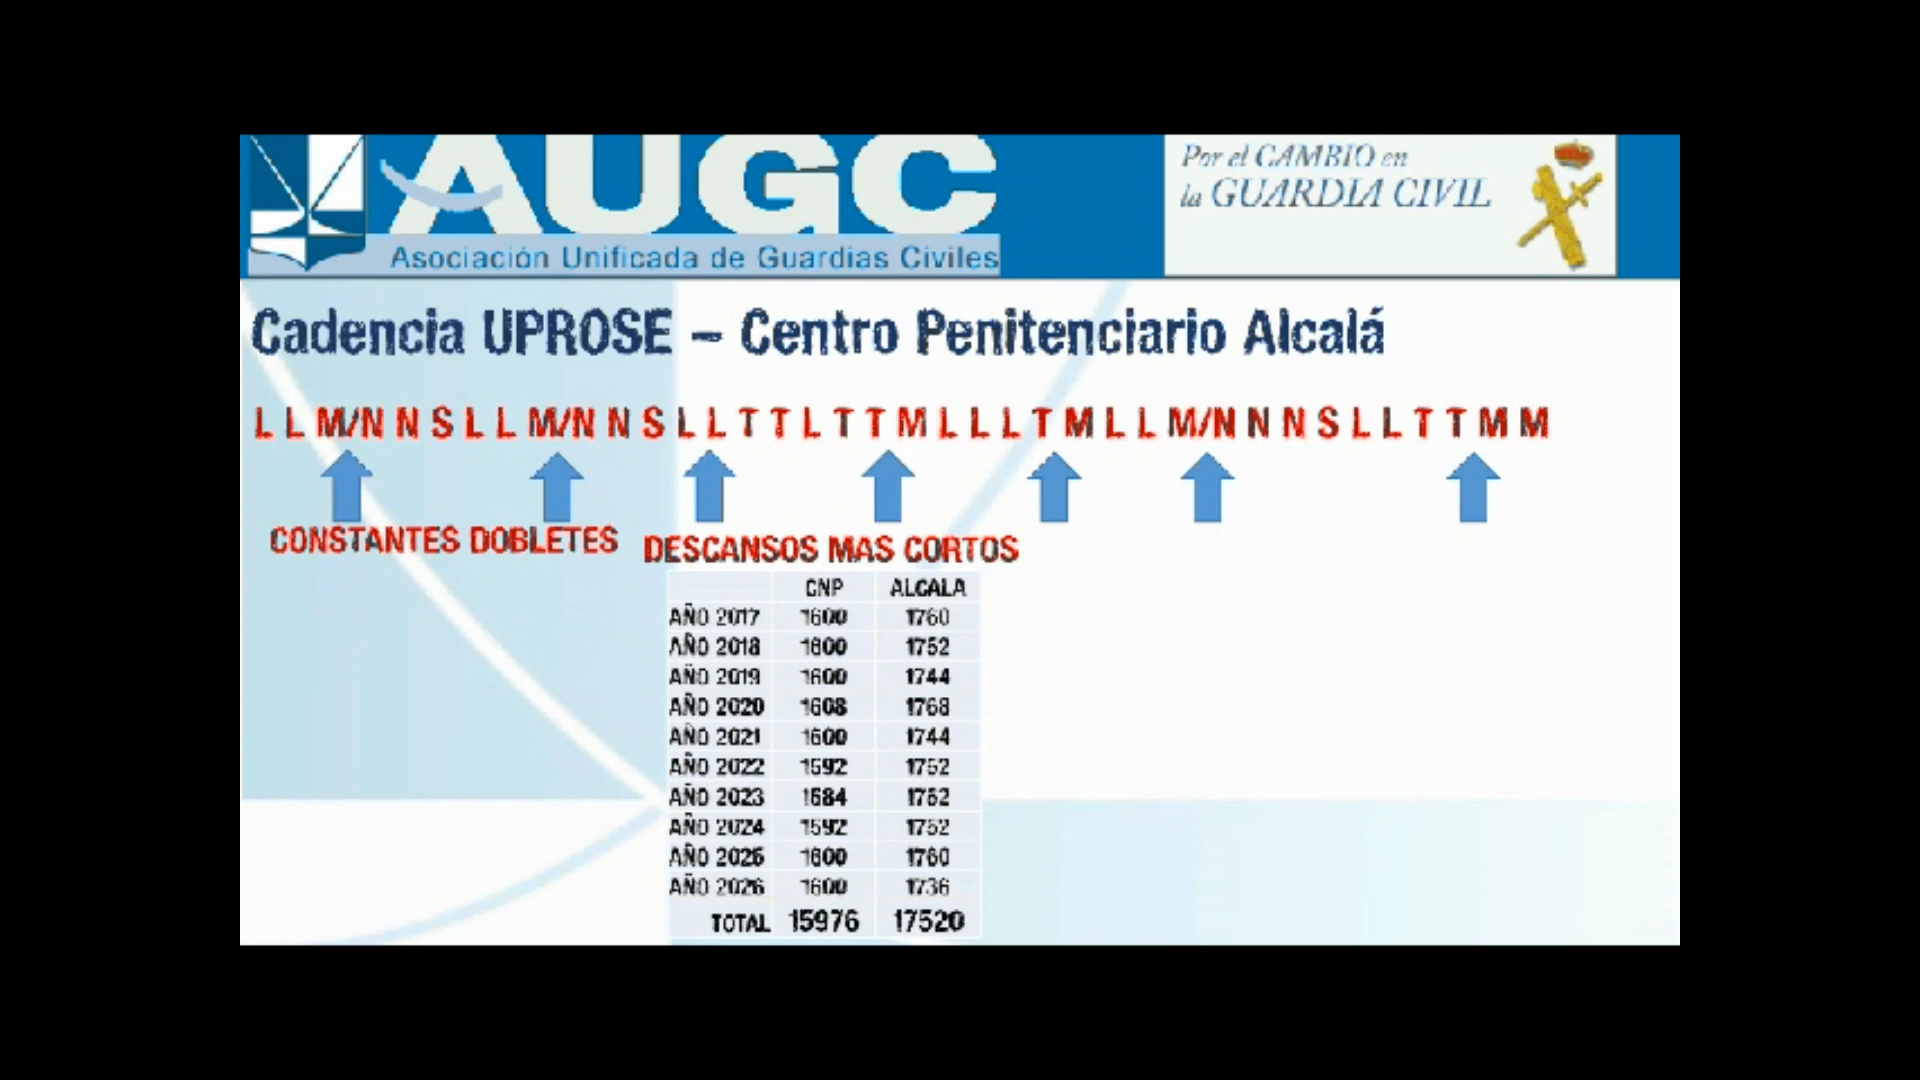 AUGC
Asociación Unificada de Guardias Civiles
Por el CAMBIO en
la GUARDIA CIVIL
Cadencia UPROSE – Centro Penitenciario Alcalá
L L M/N N S L L M/N N S L L T T L T T M L L L T M L L M/N N N S L L T T M M
CONSTANTES DOBLETES
DESCANSOS MAS CORTOS
CNP ALCALA
AÑO 2017 1600 1760
AÑO 2018 1600 1752
AÑO 2019 1600 1744
AÑO 2020 1608 1768
AÑO 2021 1600 1744
AÑO 2022 1592 1752
AÑO 2023 1584 1752
AÑO 2024 1592 1752
AÑO 2025 1600 1760
AÑO 2026 1600 1736
TOTAL 15976 17520